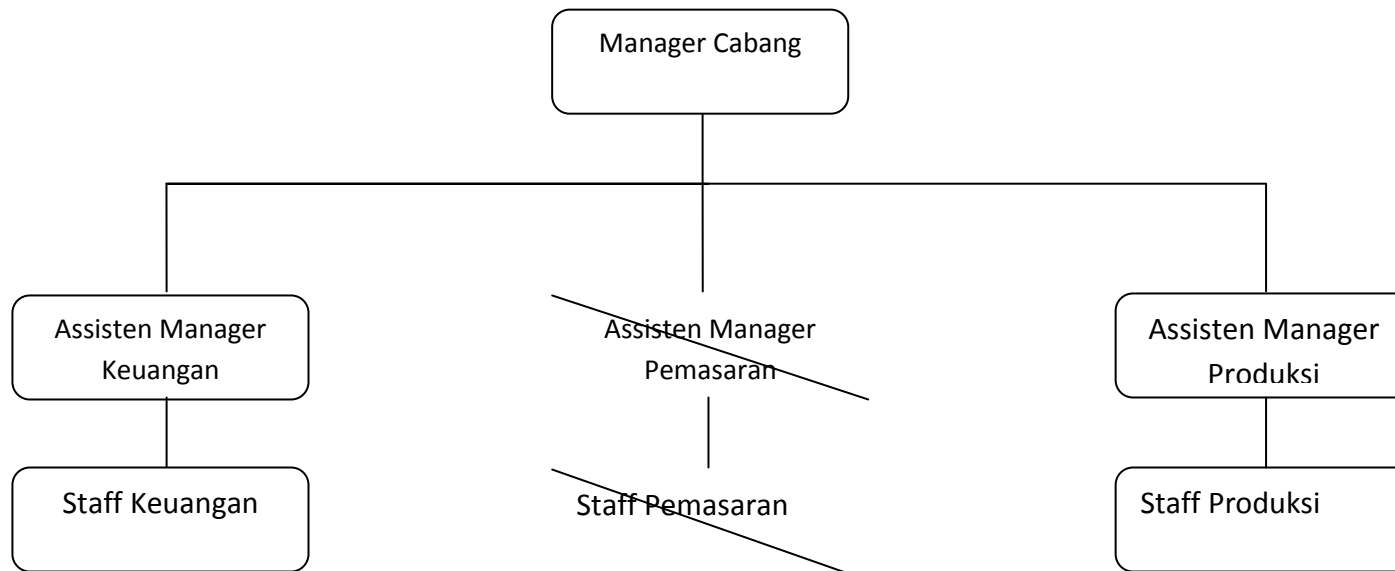 Manager Cabang
Assisten Manager
Keuangan
Assisten Manager
Pemasaran
Assisten Manager
Produksi
Staff Keuangan
Staff Pemasaran
Staff Produksi